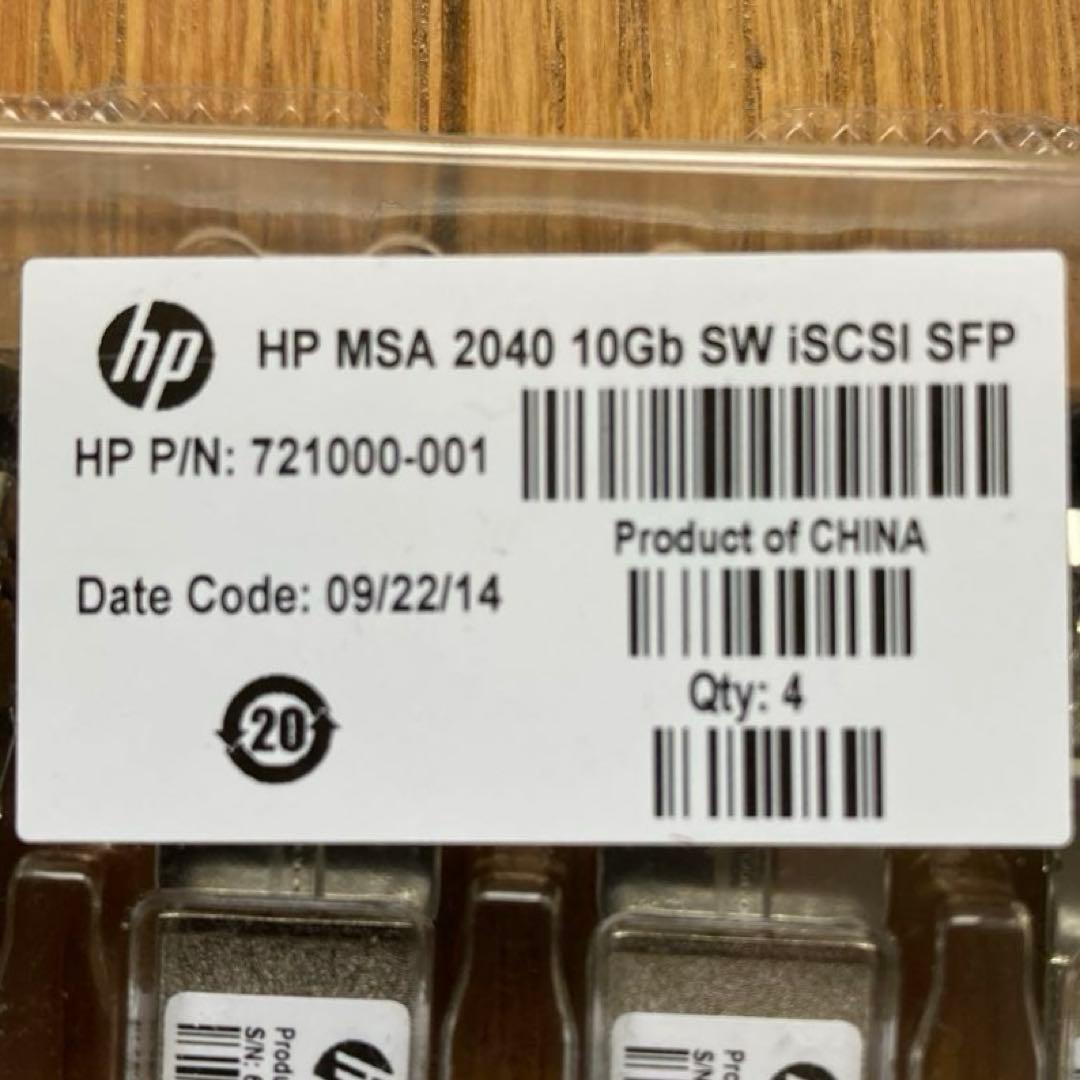 hp HP MSA 2040 10Gb SW iSCSI SFP
HP P/N: 721000-001
Product of CHINA
Date Code: 09/22/14
Qty: 4
20
S/N:
hp
S/N: